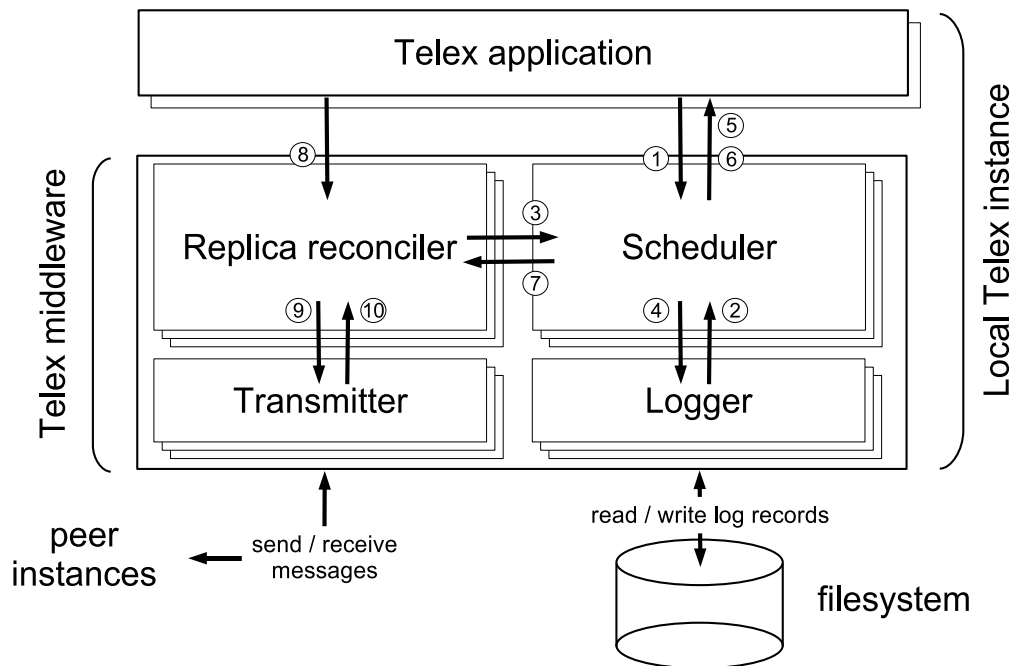 Telex application
5
8
1
6
3
Replica reconciler
Scheduler
7
9
10
4
2
Transmitter
Logger
Telex middleware
Local Telex instance
read / write log records
peer
instances
send / receive
messages
filesystem